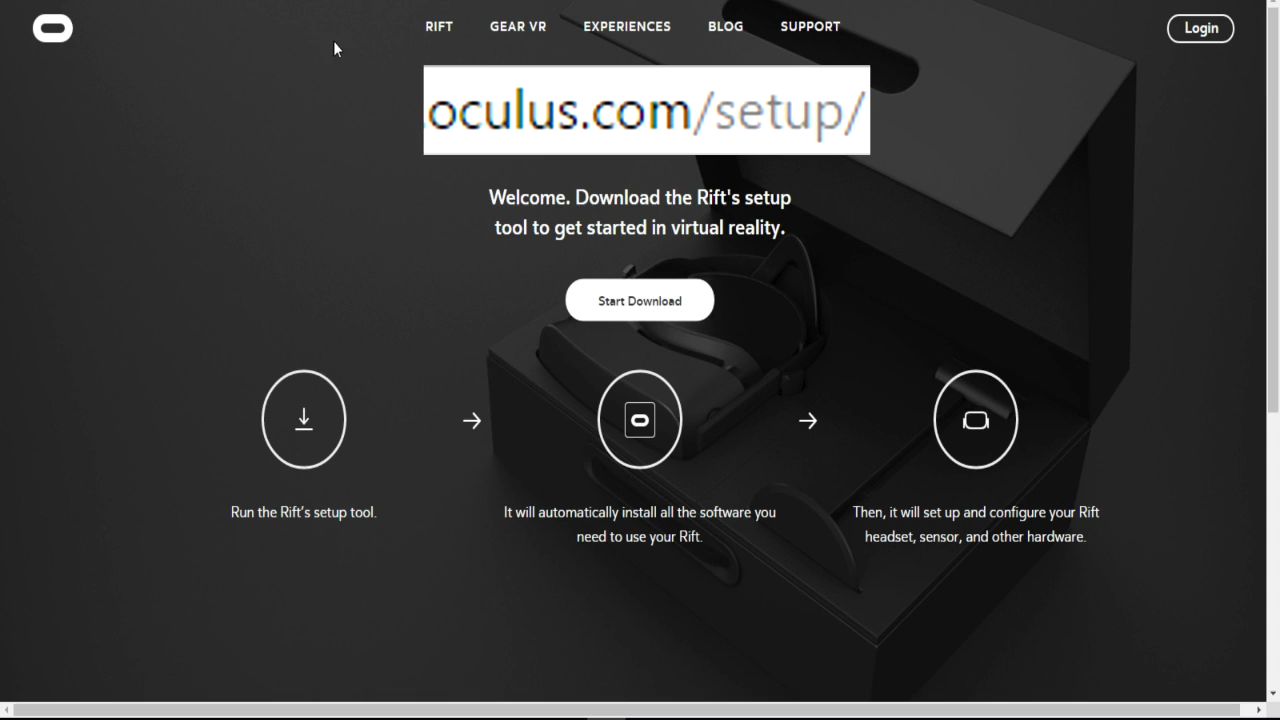 RIFT GEAR VR EXPERIENCES BLOG SUPPORT Login
.oculus.com/setup/
Welcome. Download the Rift's setup
tool to get started in virtual reality.
Start Download
Run the Rift's setup tool.
It will automatically install all the software you
need to use your Rift.
Then, it will set up and configure your Rift
headset, sensor, and other hardware.